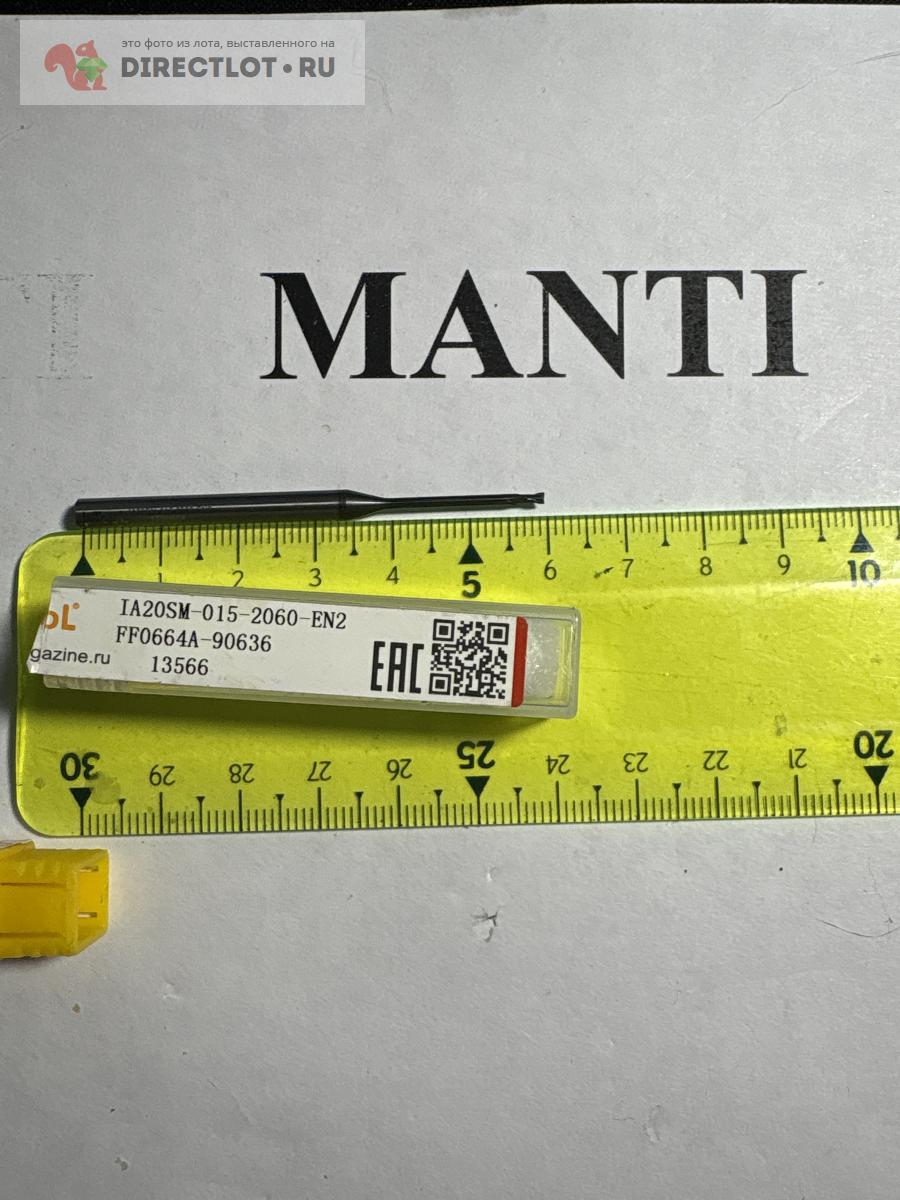 это фото из лота, выставленного на
DIRECTLOT.RU
MANTI
1 2 3 4 5 6 7 8 9 10
IA20SM-015-2060-EN2
FF0664A-90636
gazine.ru 13566
EAC
30 29 28 27 26 25 24 23 22 21 20